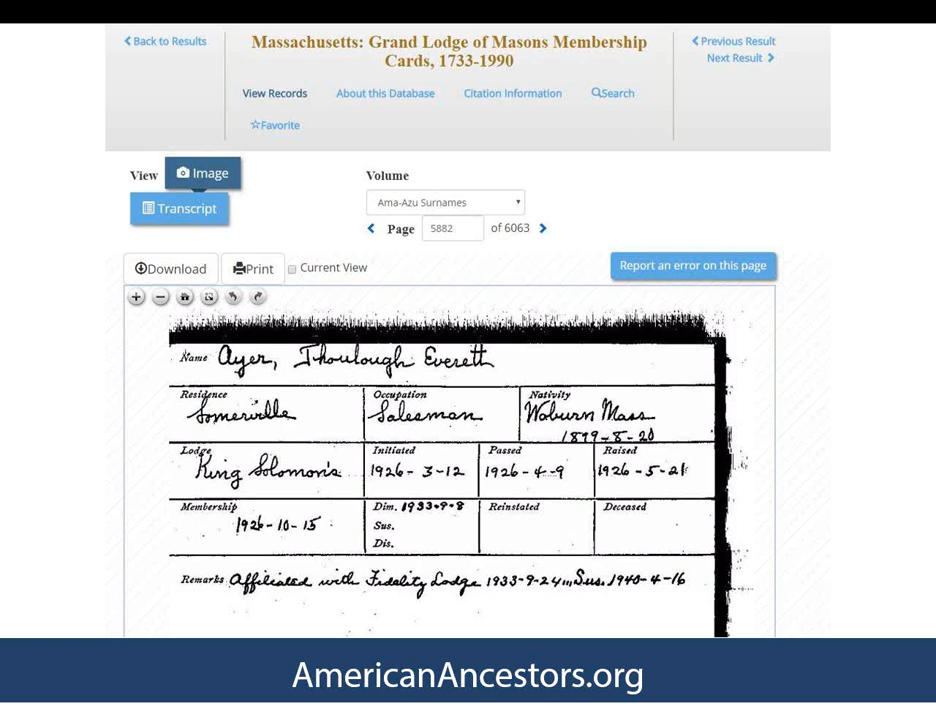 Back to Results
Massachusetts: Grand Lodge of Masons Membership
Cards, 1733-1990
Previous Result
Next Result
View Records About this Database Citation Information Search
Favorite
View Image
Transcript
Volume
Ama-Azu Surnames
Page 5882 of 6063
Download Print Current View
Report an error on this page
Name Ayer, Thoulough Everett
Residence Occupation Nativity
Somerville Salesman Woburn Mass
1899-8-20
Lodge Initiated Passed Raised
King Solomon's 1926-3-12 1926-4-9 1926-5-21
Membership Dim. 1933-9-8 Reinstated Deceased
1926-10-15 Sus.
Dis.
Remarks Affiliated with Fidelity Lodge 1933-9-24,,,Sus. 1940-4-16
AmericanAncestors.org